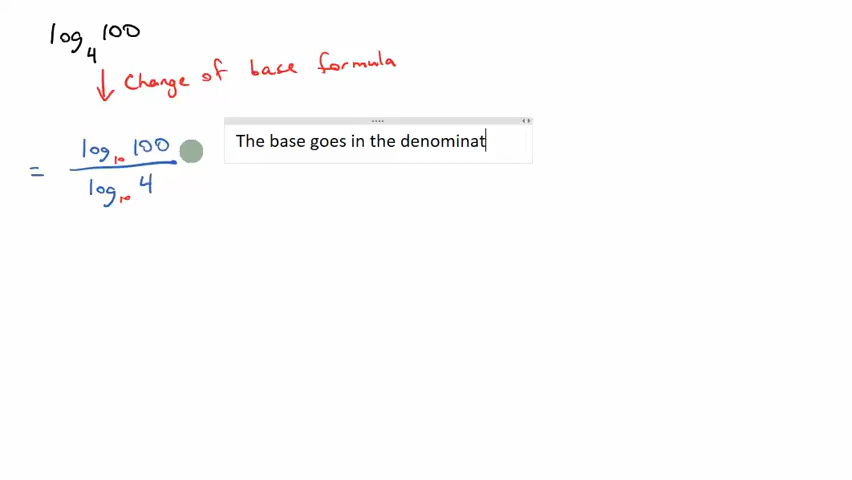 log₄ 100
↓ Change of base formula
The base goes in the denominat
= log₁₀ 100
log₁₀ 4